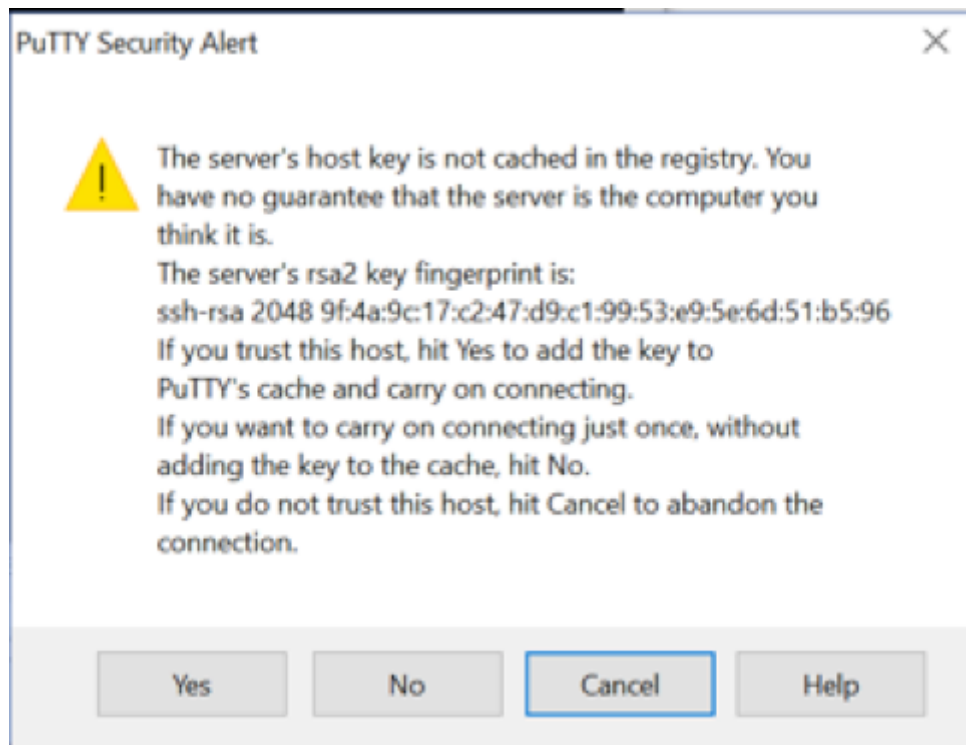 PuTTY Security Alert
The server's host key is not cached in the registry. You
have no guarantee that the server is the computer you
think it is.
The server's rsa2 key fingerprint is:
ssh-rsa 2048 9f:4a:9c:17:c2:47:d9:c1:99:53:e9:5e:6d:51:b5:96
If you trust this host, hit Yes to add the key to
PuTTY's cache and carry on connecting.
If you want to carry on connecting just once, without
adding the key to the cache, hit No.
If you do not trust this host, hit Cancel to abandon the
connection.
Yes No Cancel Help